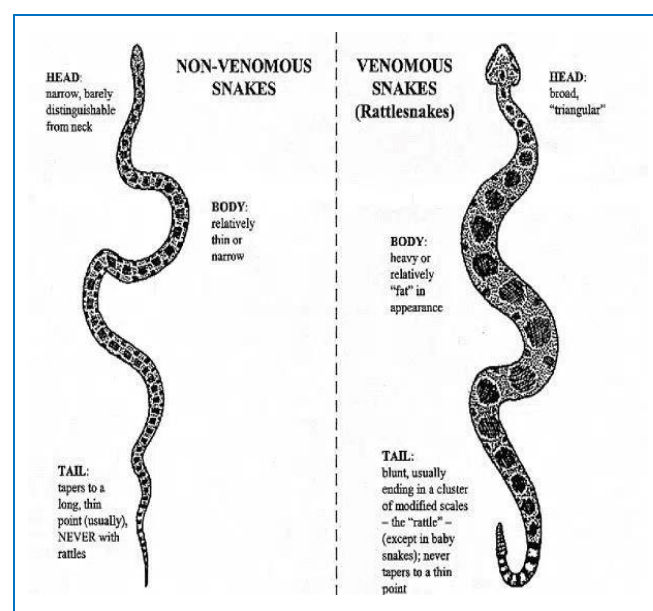 NON-VENOMOUS
SNAKES
HEAD:
narrow, barely
distinguishable
from neck
BODY:
relatively
thin or
narrow
TAIL:
tapers to a
long, thin
point (usually),
NEVER with
rattles
VENOMOUS
SNAKES
(Rattlesnakes)
HEAD:
broad,
“triangular”
BODY:
heavy or
relatively
“fat” in
appearance
TAIL:
blunt, usually
ending in a cluster
of modified scales
– the “rattle” –
(except in baby
snakes); never
tapers to a thin
point